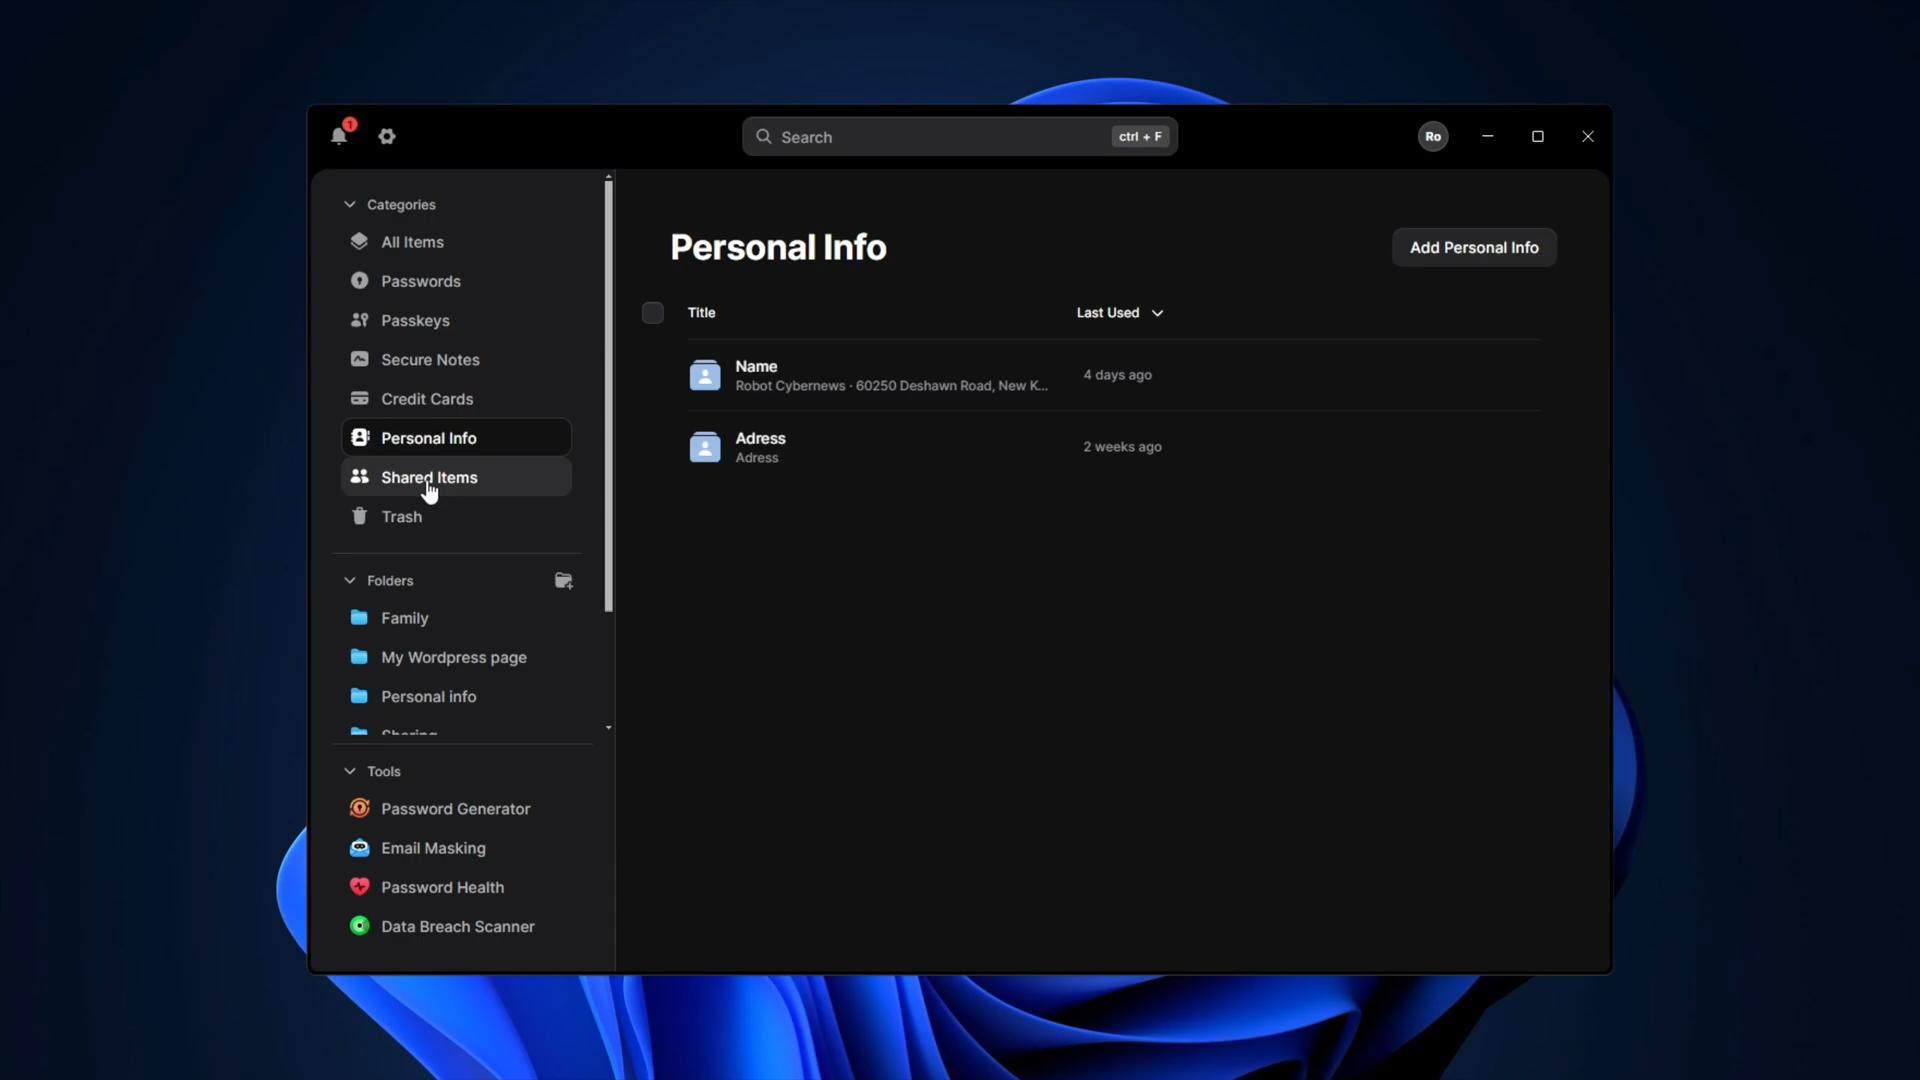 1
Search
ctrl + F
Ro
Categories
All Items
Passwords
Passkeys
Secure Notes
Credit Cards
Personal Info
Shared Items
Trash
Folders
Family
My Wordpress page
Personal info
Sharing
Tools
Password Generator
Email Masking
Password Health
Data Breach Scanner
Personal Info
Add Personal Info
Title Last Used
Name
Robot Cybernews · 60250 Deshawn Road, New K...
4 days ago
Adress
Adress
2 weeks ago